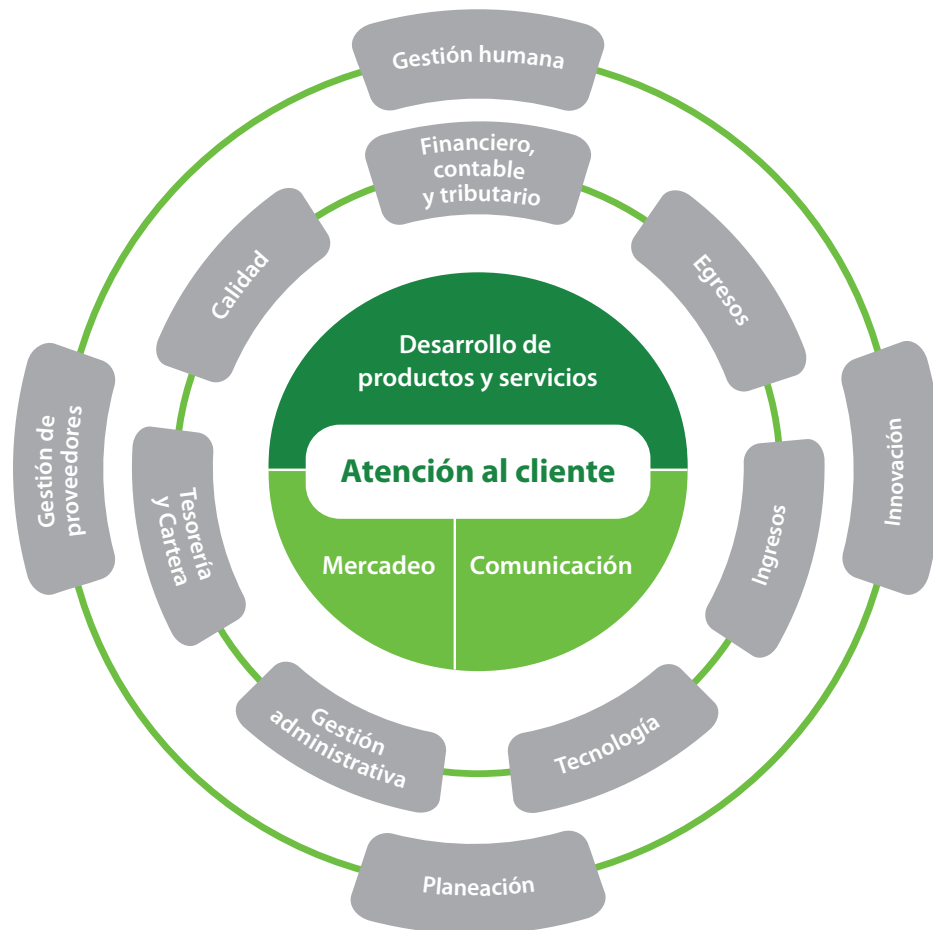 Gestión humana
Financiero,
contable
y tributario
Calidad
Egresos
Desarrollo de
productos y servicios
Atención al cliente
Mercadeo
Comunicación
Gestión de
proveedores
Tesorería
y Cartera
Ingresos
Innovación
Gestión
administrativa
Tecnología
Planeación